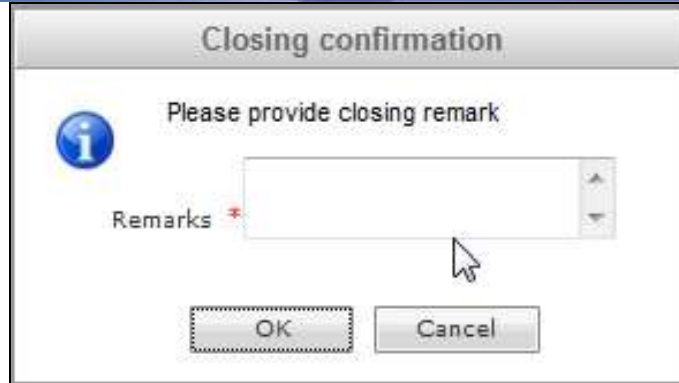 Closing confirmation
Please provide closing remark
Remarks *
OK Cancel